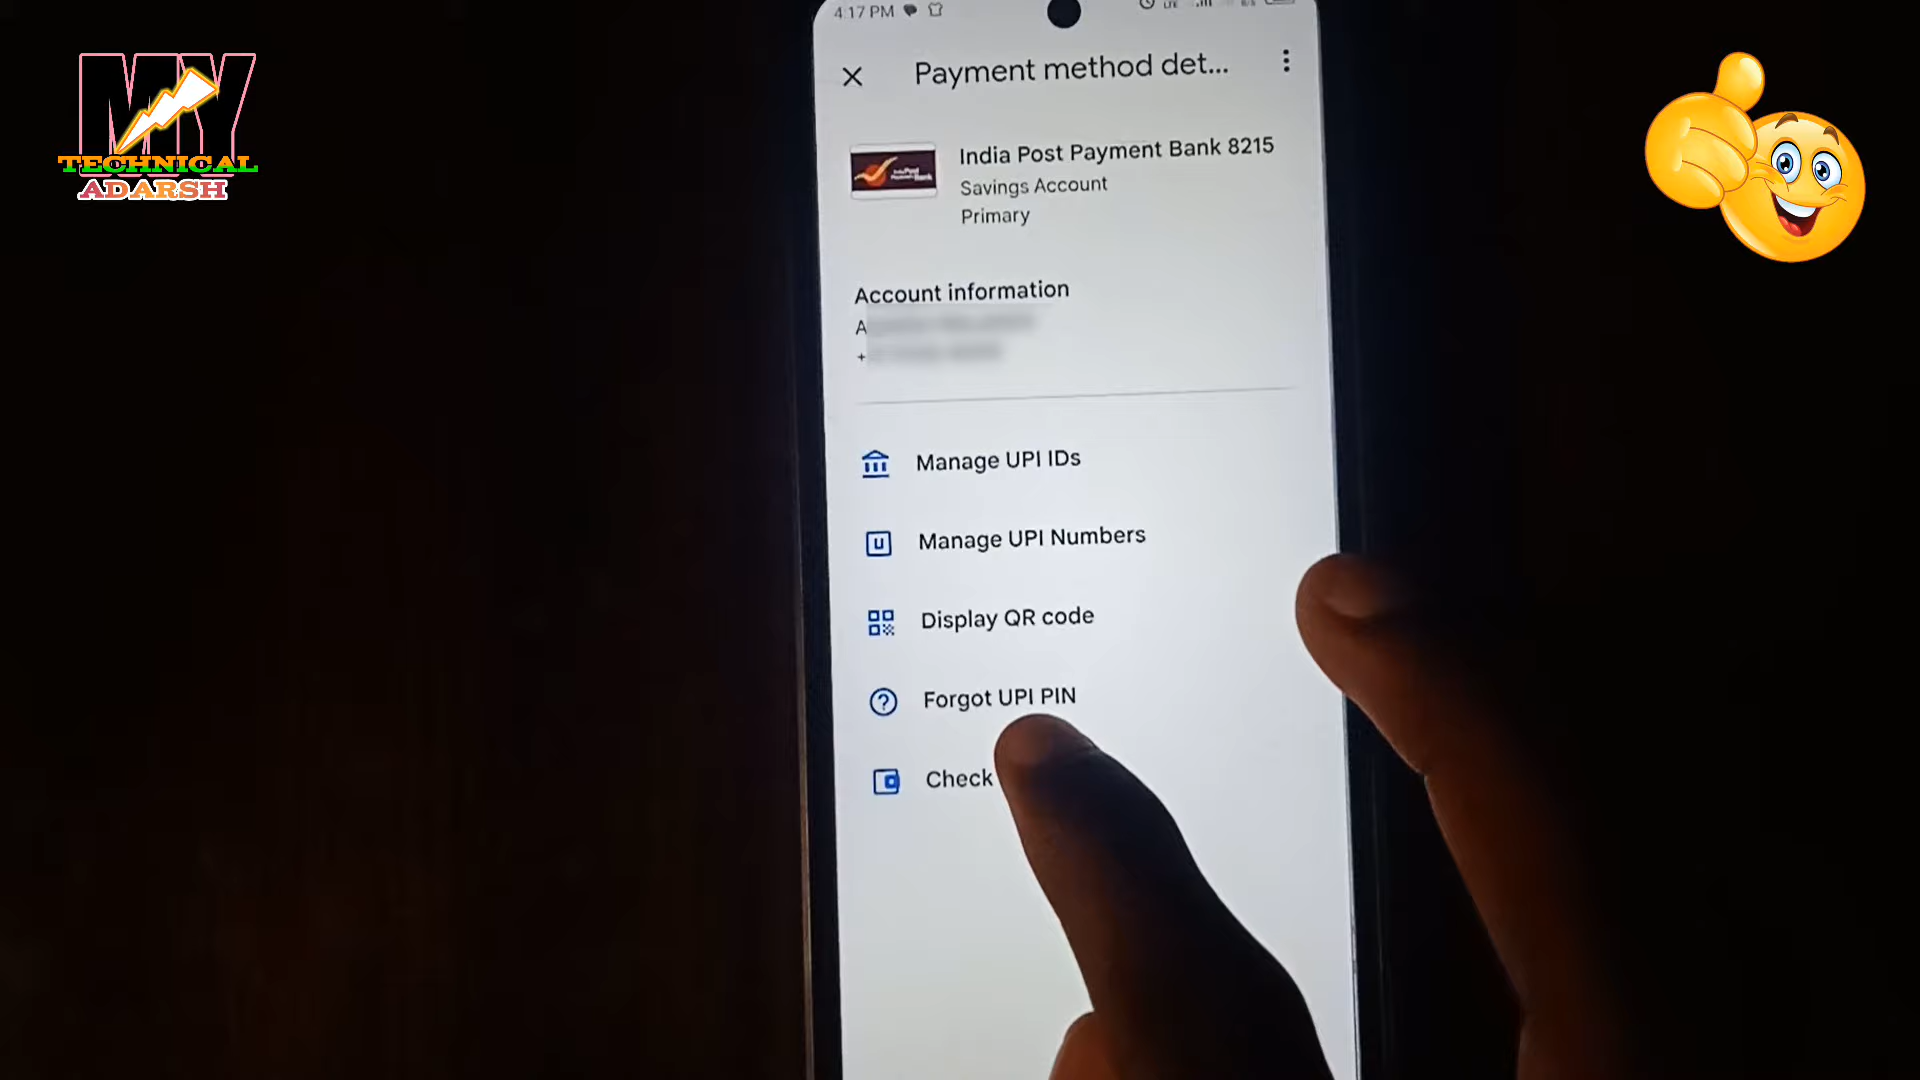 4:17 PM
LTE
MY
TECHNICAL
ADARSH
Payment method det...
India Post Payment Bank 8215
Savings Account
Primary
Account information
A
+
Manage UPI IDs
Manage UPI Numbers
Display QR code
Forgot UPI PIN
Check